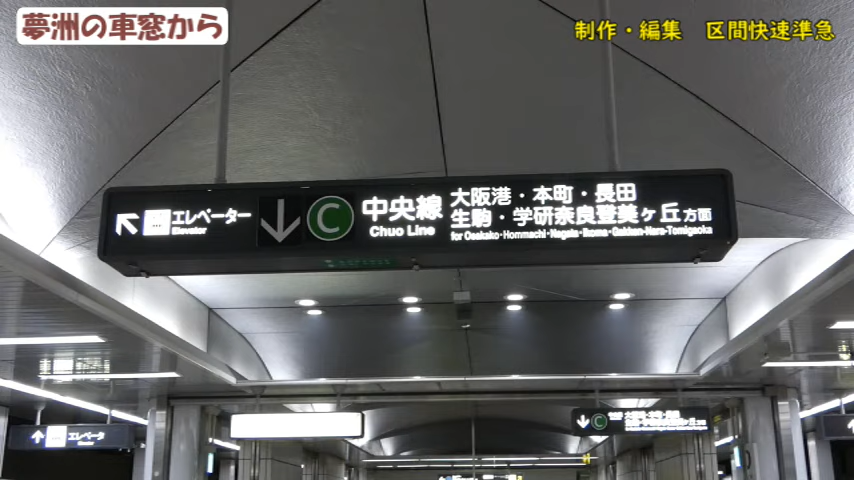 夢洲の車窓から
制作・編集　区間快速準急
エレベーター
Elevator
C
中央線
Chuo Line
大阪港・本町・長田
生駒・学研奈良登美ヶ丘方面
for Osakako·Hommachi·Nagata·Ikoma·Gakken-Nara-Tomigaoka
エレベーター
C